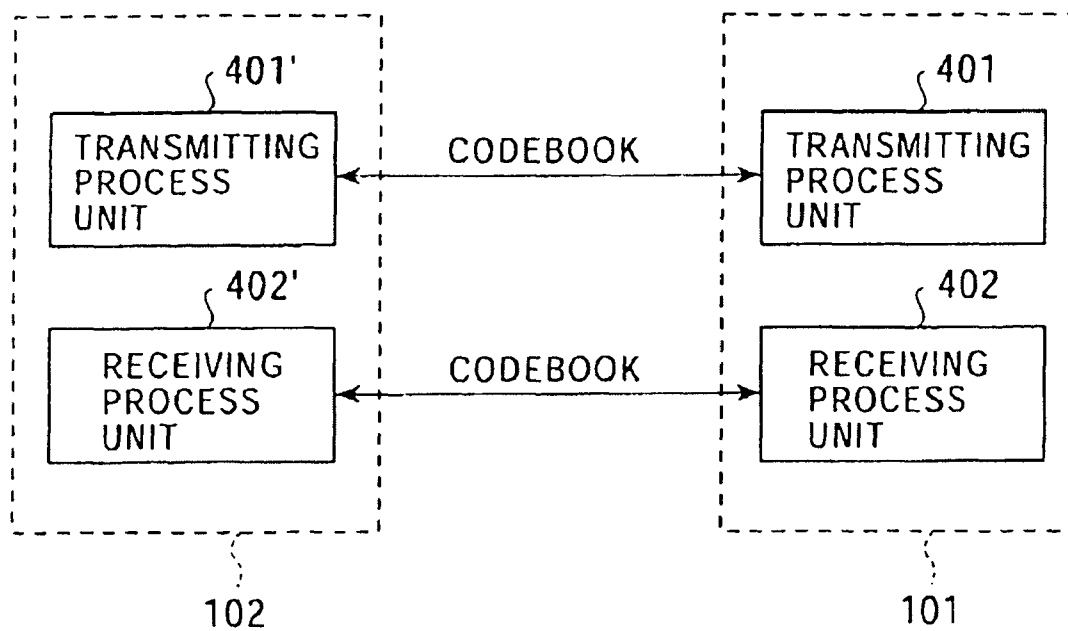 401'
TRANSMITTING
PROCESS
UNIT
CODEBOOK
401
TRANSMITTING
PROCESS
UNIT
402'
RECEIVING
PROCESS
UNIT
CODEBOOK
402
RECEIVING
PROCESS
UNIT
102
101